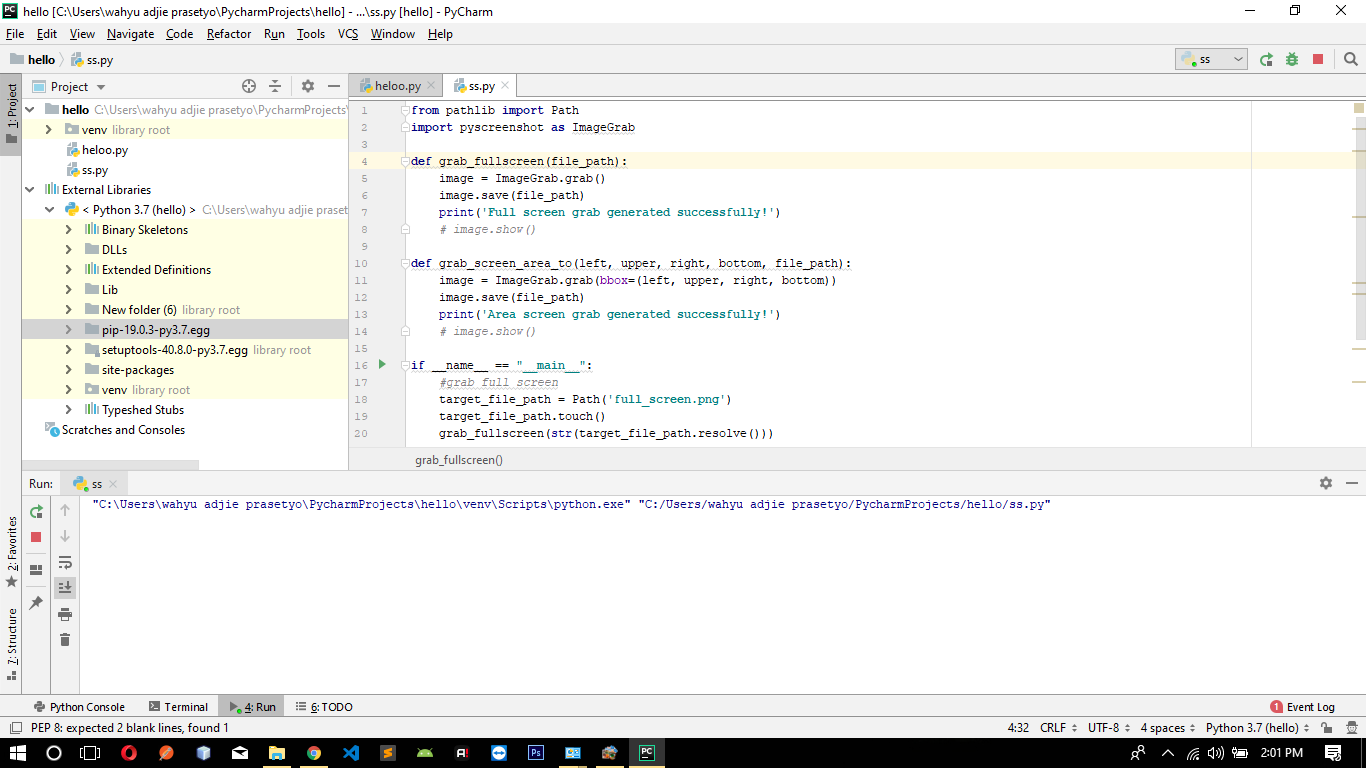 hello [C:\Users\wahyu adjie prasetyo\PycharmProjects\hello] - ...\ss.py [hello] - PyCharm
File Edit View Navigate Code Refactor Run Tools VCS Window Help
hello ss.py
ss
1: Project
Project
hello C:\Users\wahyu adjie prasetyo\PycharmProjects\
venv library root
heloo.py
ss.py
External Libraries
< Python 3.7 (hello) > C:\Users\wahyu adjie praset
Binary Skeletons
DLLs
Extended Definitions
Lib
New folder (6) library root
pip-19.0.3-py3.7.egg
setuptools-40.8.0-py3.7.egg library root
site-packages
venv library root
Typeshed Stubs
Scratches and Consoles
heloo.py ss.py
1 from pathlib import Path
2 import pyscreenshot as ImageGrab
3
4 def grab_fullscreen(file_path):
5 image = ImageGrab.grab()
6 image.save(file_path)
7 print('Full screen grab generated successfully!')
8 # image.show()
9
10 def grab_screen_area_to(left, upper, right, bottom, file_path):
11 image = ImageGrab.grab(bbox=(left, upper, right, bottom))
12 image.save(file_path)
13 print('Area screen grab generated successfully!')
14 # image.show()
15
16 if __name__ == "__main__":
17 #grab full screen
18 target_file_path = Path('full_screen.png')
19 target_file_path.touch()
20 grab_fullscreen(str(target_file_path.resolve()))
grab_fullscreen()
Run: ss
"C:\Users\wahyu adjie prasetyo\PycharmProjects\hello\venv\Scripts\python.exe" "C:/Users/wahyu adjie prasetyo/PycharmProjects/hello/ss.py"
2: Favorites
7: Structure
Python Console Terminal 4: Run 6: TODO 1 Event Log
PEP 8: expected 2 blank lines, found 1 4:32 CRLF UTF-8 4 spaces Python 3.7 (hello)
2:01 PM